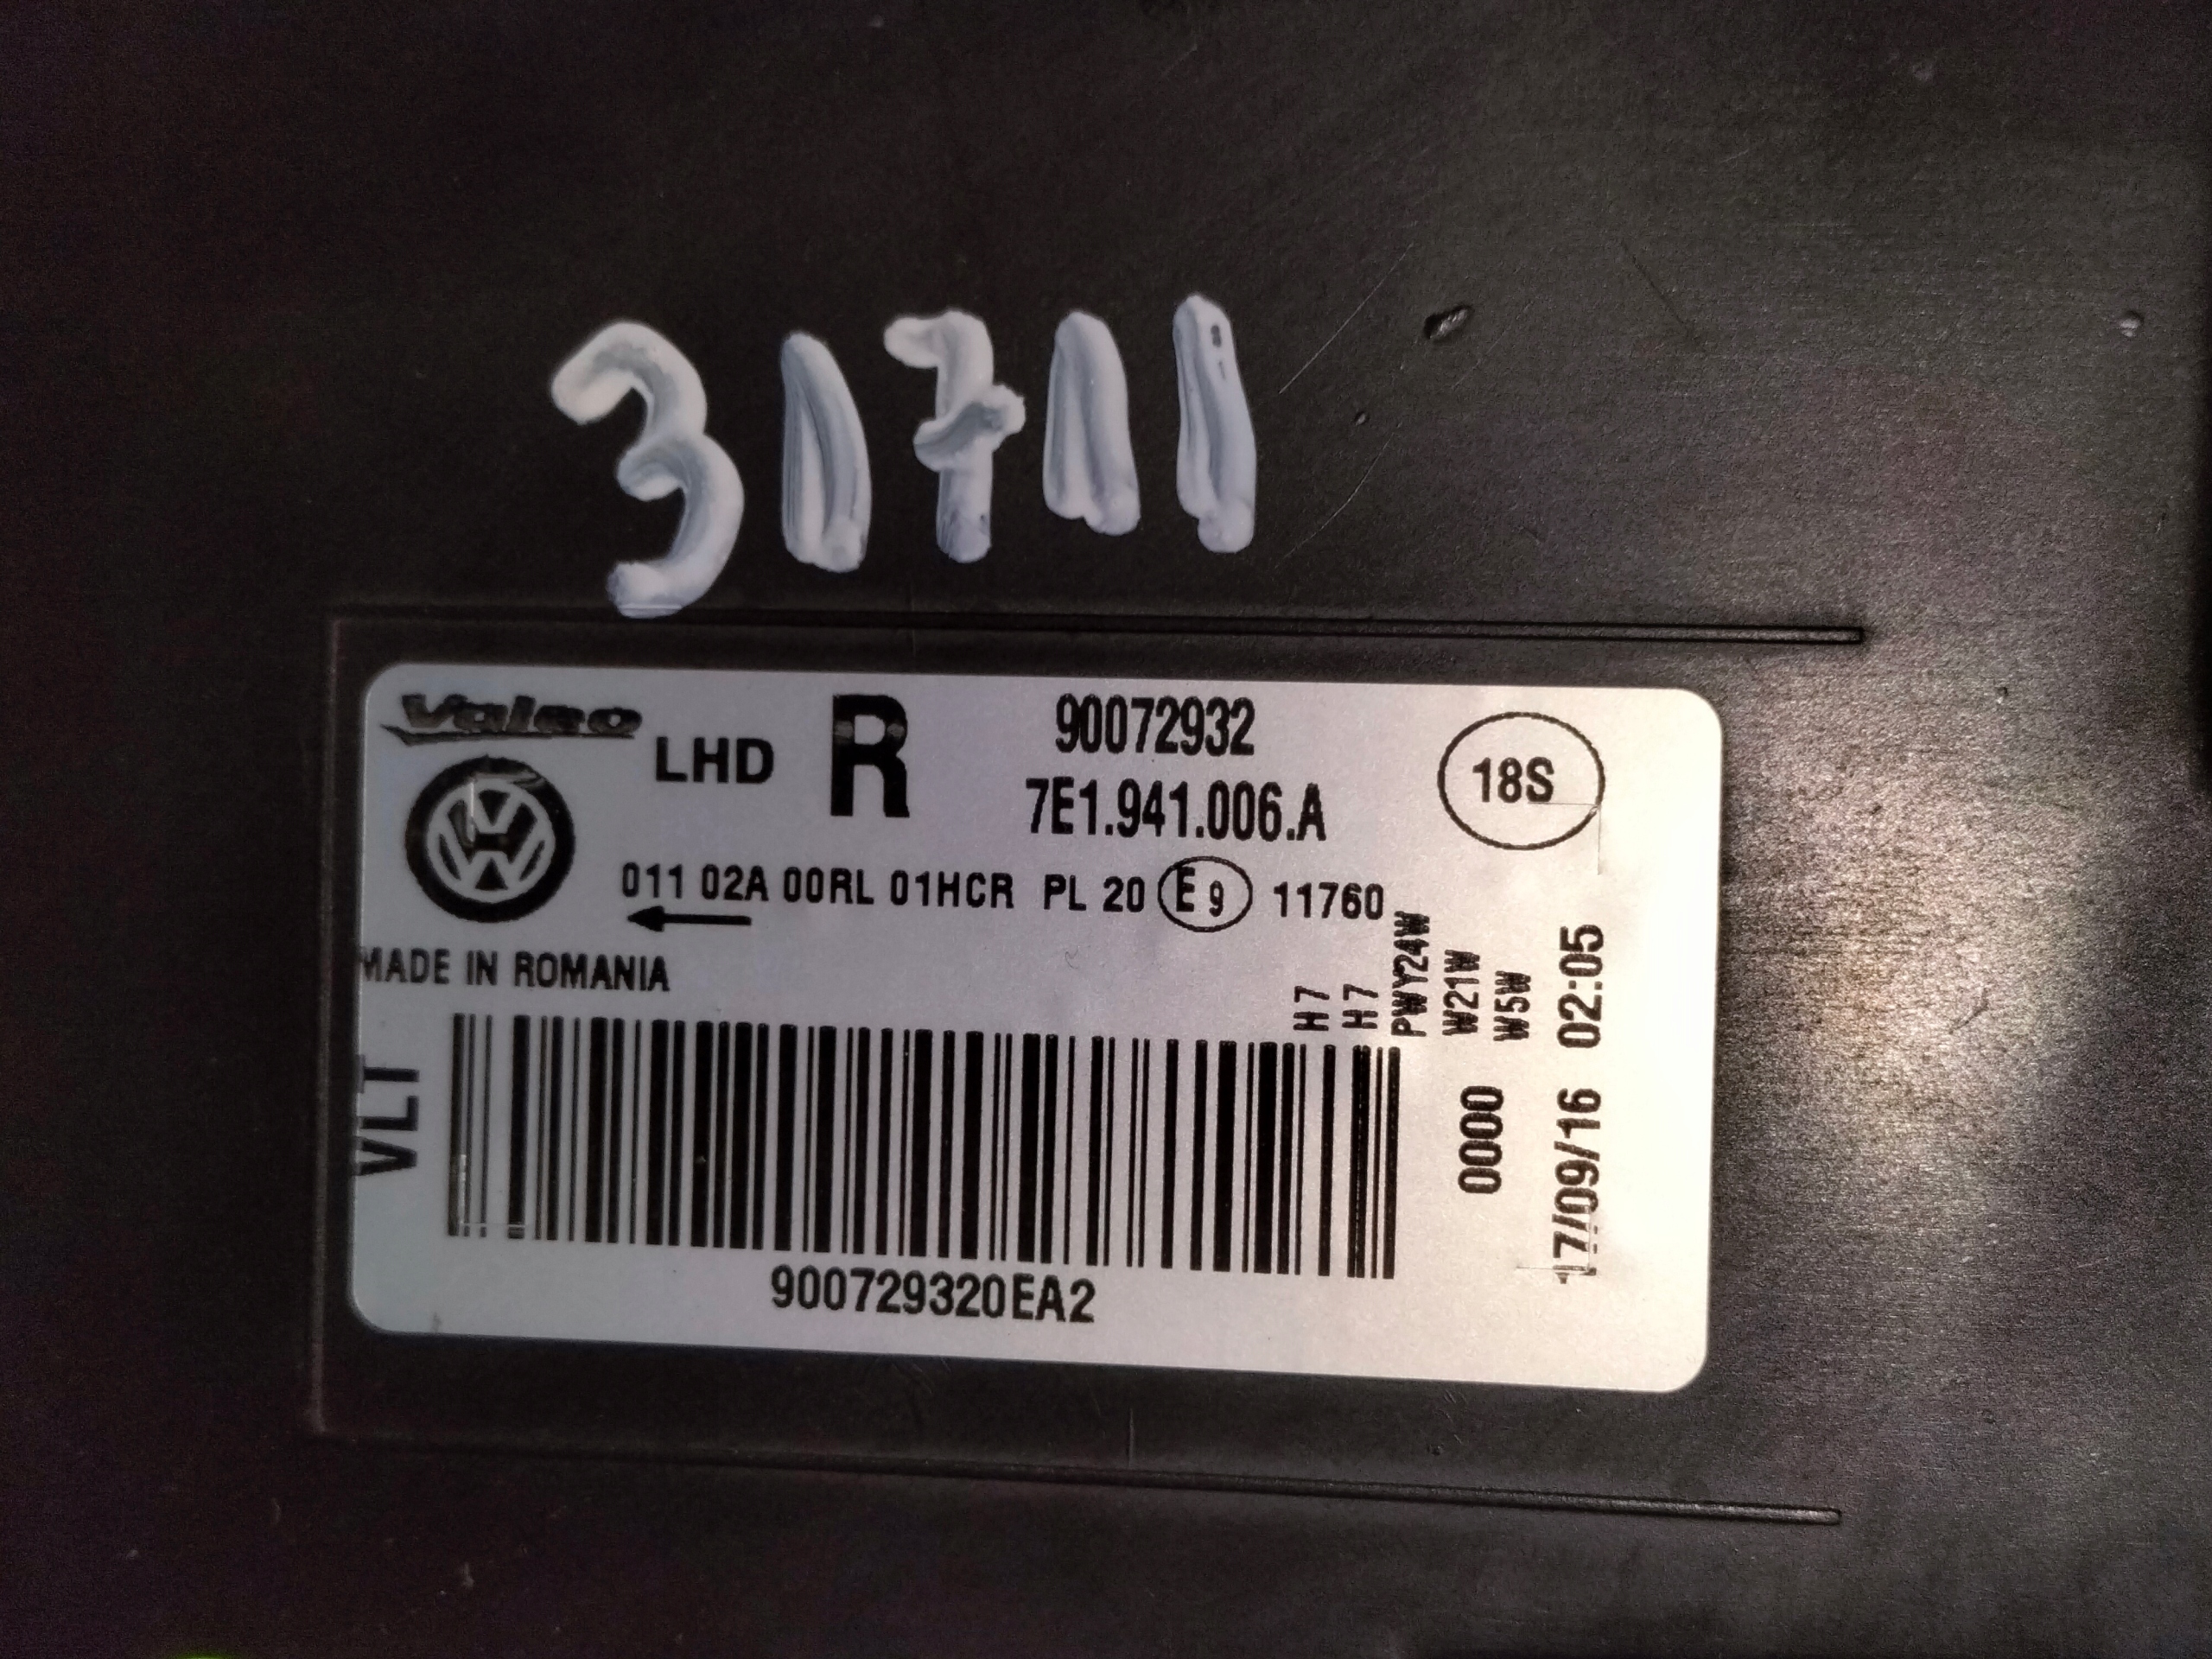 31711
Valeo
LHD
R
90072932
7E1.941.006.A
18S
011 02A 00RL 01HCR PL 20 E9 11760
MADE IN ROMANIA
H7
H7
PWY24W
W21W
W5W
VLT
0000
17/09/16 02:05
900729320EA2